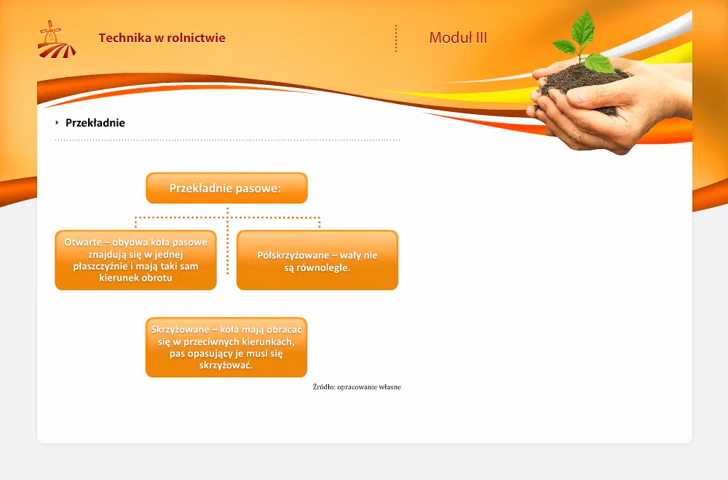 Technika w rolnictwie
Moduł III
Przekładnie
Przekładnie pasowe:
Otwarte – obydwa koła pasowe
znajdują się w jednej
płaszczyźnie i mają taki sam
kierunek obrotu
Półskrzyżowane – wały nie
są równoległe.
Skrzyżowane – koła mają obracać
się w przeciwnych kierunkach,
pas opasujący je musi się
skrzyżować.
Źródło: opracowanie własne